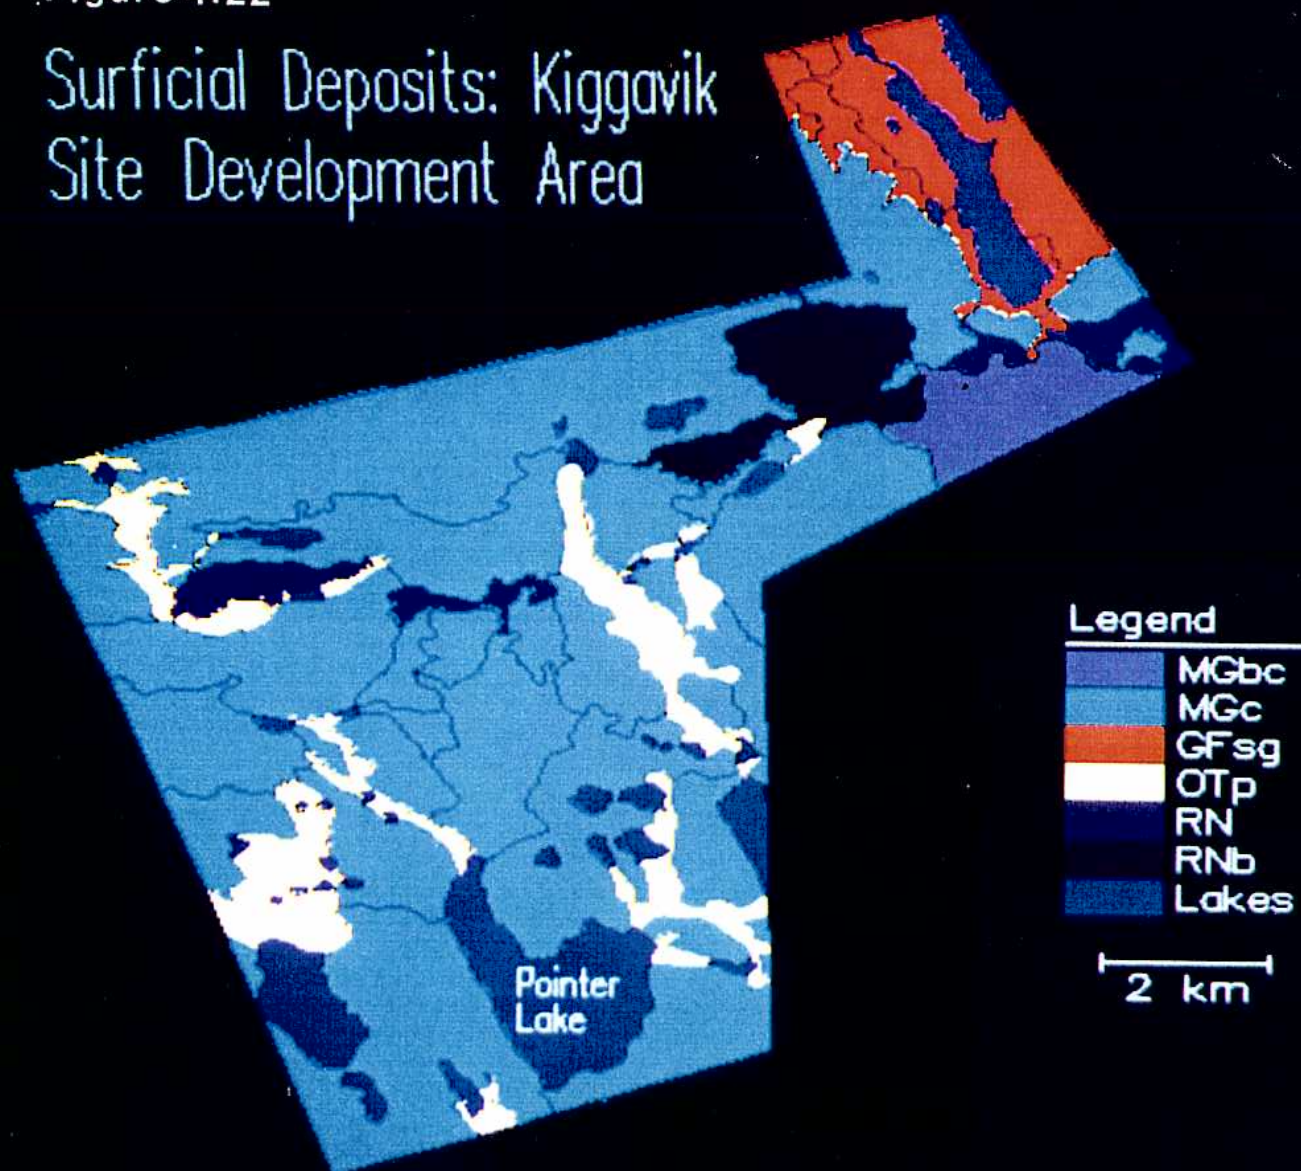 Surficial Deposits: Kiggavik
Site Development Area
Pointer
Lake
Legend
MGbc
MGc
GFsg
OTp
RN
RNb
Lakes
2 km